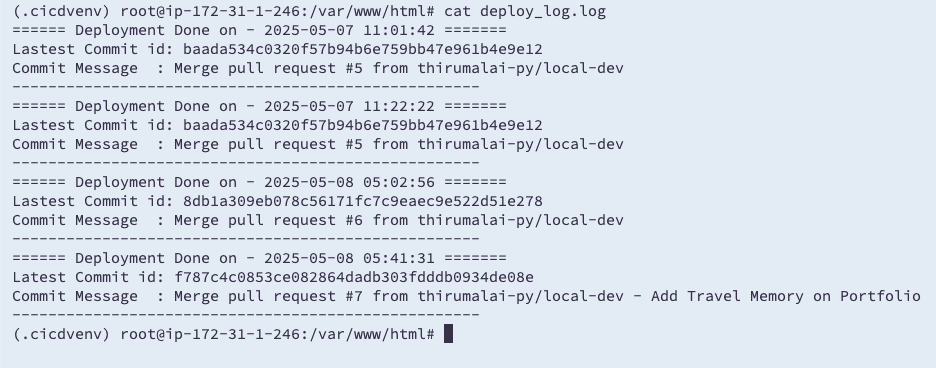 (.cicdvenv) root@ip-172-31-1-246:/var/www/html# cat deploy_log.log
====== Deployment Done on - 2025-05-07 11:01:42 =======
Lastest Commit id: baada534c0320f57b94b6e759bb47e961b4e9e12
Commit Message  : Merge pull request #5 from thirumalai-py/local-dev
----------------------------------------------------
====== Deployment Done on - 2025-05-07 11:22:22 =======
Lastest Commit id: baada534c0320f57b94b6e759bb47e961b4e9e12
Commit Message  : Merge pull request #5 from thirumalai-py/local-dev
----------------------------------------------------
====== Deployment Done on - 2025-05-08 05:02:56 =======
Lastest Commit id: 8db1a309eb078c56171fc7c9eaec9e522d51e278
Commit Message  : Merge pull request #6 from thirumalai-py/local-dev
----------------------------------------------------
====== Deployment Done on - 2025-05-08 05:41:31 =======
Latest Commit id: f787c4c0853ce082864dadb303fdddb0934de08e
Commit Message  : Merge pull request #7 from thirumalai-py/local-dev - Add Travel Memory on Portfolio
----------------------------------------------------
(.cicdvenv) root@ip-172-31-1-246:/var/www/html#